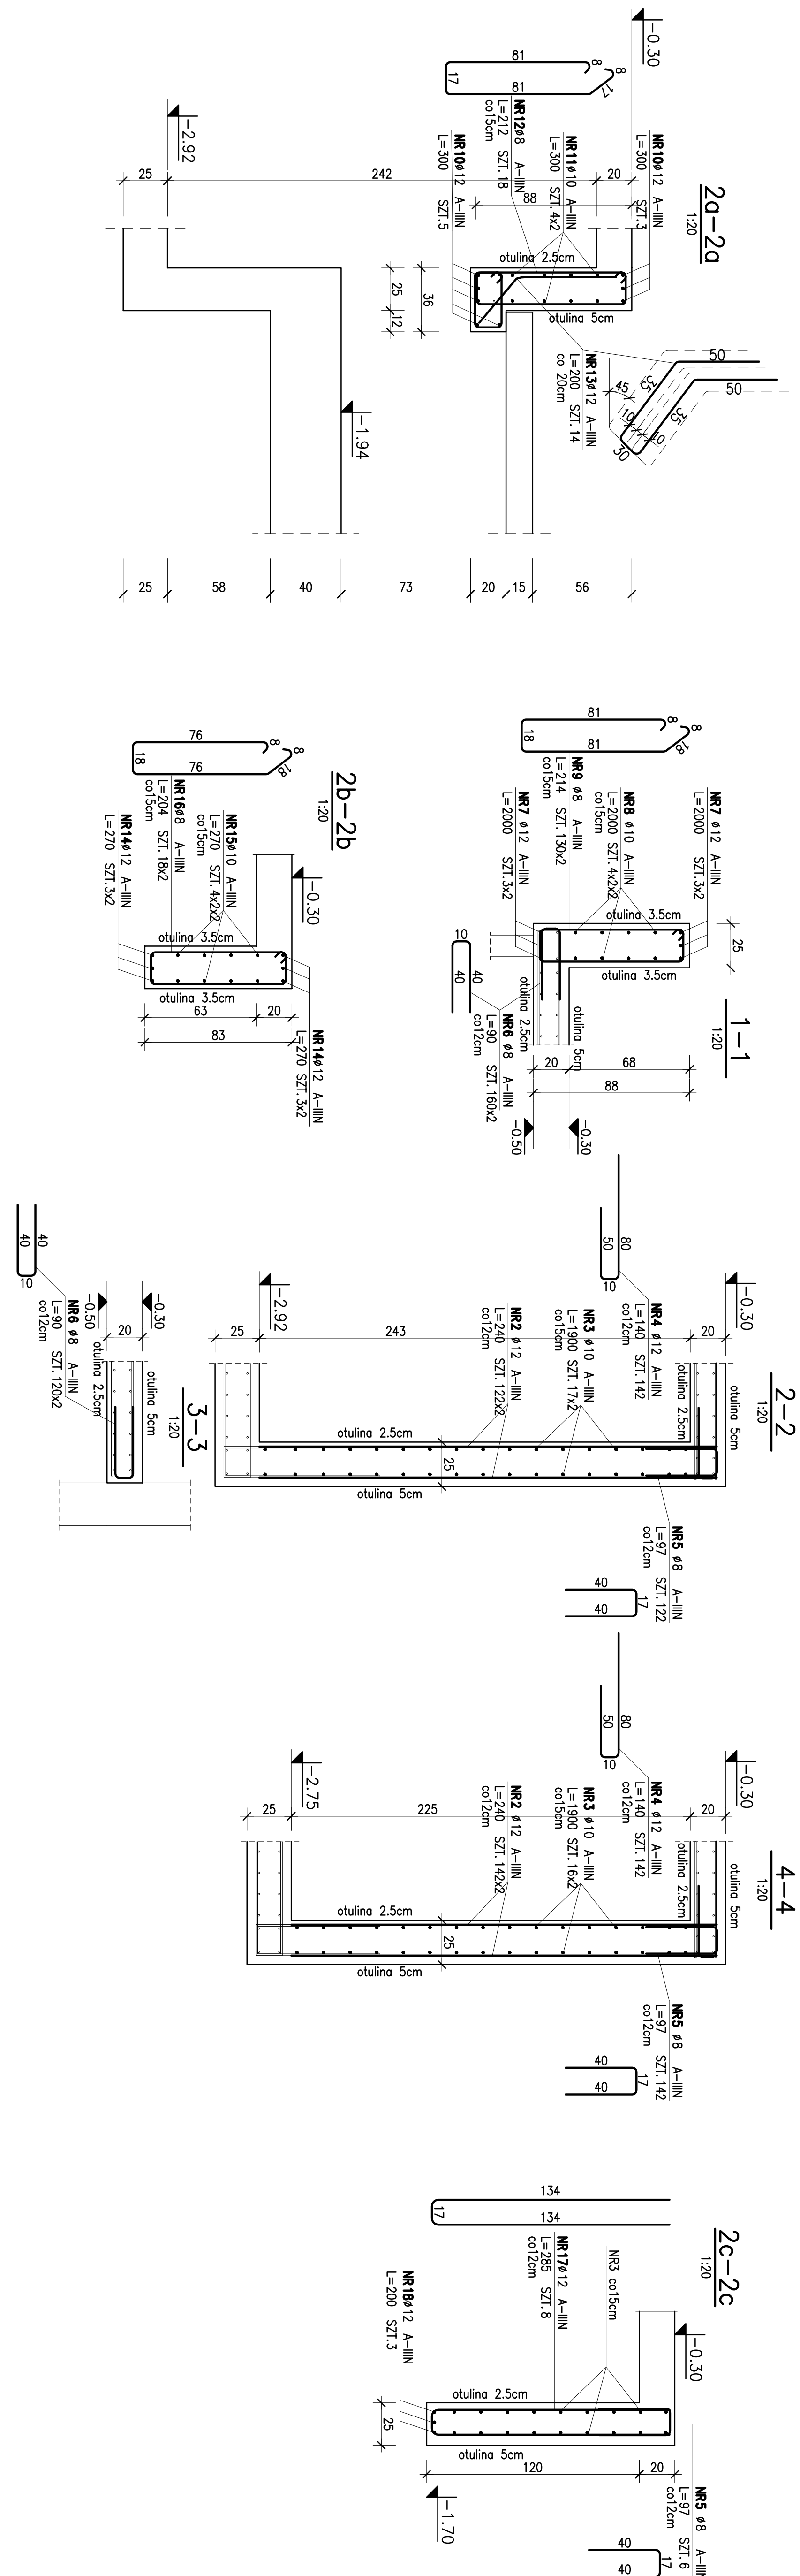 2a-2a
1:20
-0.30
81
81
17
8
8
17
NR12ø8 A-IIIN
L=212 SZT. 18
co15cm
NR11ø10 A-IIIN
L=300 SZT. 4x2
NR10ø12 A-IIIN
L=300 SZT.3
NR10ø12 A-IIIN
L=300 SZT.5
-2.92
25
242
20
88
otulina 2.5cm
otulina 5cm
25
12
36
NR13ø12 A-IIIN
L=200 SZT. 14
co 20cm
50
50
35
35
45
10
10
30
-1.94
25
58
40
73
20
15
56
1-1
1:20
81
81
18
8
8
18
NR9 ø8 A-IIIN
L=214 SZT. 130x2
co15cm
NR8 ø10 A-IIIN
L=2000 SZT. 4x2x2
co15cm
NR7 ø12 A-IIIN
L=2000 SZT.3x2
NR7 ø12 A-IIIN
L=2000 SZT.3x2
otulina 3.5cm
otulina 3.5cm
25
10
40
40
otulina 2.5cm
otulina 5cm
NR6 ø8 A-IIIN
L=90 SZT. 160x2
co12cm
20
68
88
-0.50
-0.30
2b-2b
1:20
76
76
18
8
8
18
NR16ø8 A-IIIN
L=204 SZT. 18x2
co15cm
NR15ø10 A-IIIN
L=270 SZT. 4x2x2
co15cm
NR14ø12 A-IIIN
L=270 SZT.3x2
-0.30
otulina 3.5cm
otulina 3.5cm
63
20
83
NR14ø12 A-IIIN
L=270 SZT. 3x2
2-2
1:20
50
80
10
-0.30
-2.92
NR4 ø12 A-IIIN
L=140 SZT. 142
co12cm
NR3 ø10 A-IIIN
L=1900 SZT. 17x2
co15cm
NR2 ø12 A-IIIN
L=240 SZT. 122x2
co12cm
25
243
20
otulina 5cm
otulina 2.5cm
otulina 2.5cm
25
otulina 5cm
NR5 ø8 A-IIIN
L=97 SZT. 122
co12cm
40
40
17
3-3
1:20
40
40
10
NR6 ø8 A-IIIN
L=90 SZT. 120x2
co12cm
-0.50
-0.30
20
otulina 2.5cm
otulina 5cm
4-4
1:20
50
80
10
-0.30
-2.75
NR4 ø12 A-IIIN
L=140 SZT. 142
co12cm
NR3 ø10 A-IIIN
L=1900 SZT. 16x2
co15cm
NR2 ø12 A-IIIN
L=240 SZT. 142x2
co12cm
25
225
20
otulina 5cm
otulina 2.5cm
otulina 2.5cm
25
otulina 5cm
NR5 ø8 A-IIIN
L=97 SZT. 142
co12cm
40
40
17
2c-2c
1:20
134
134
17
NR3 co15cm
NR17ø12 A-IIIN
L=285 SZT. 8
co12cm
NR18ø12 A-IIIN
L=200 SZT.3
-0.30
otulina 2.5cm
25
otulina 5cm
120
20
-1.70
NR5 ø8 A-IIIN
L=97 SZT. 6
co12cm
40
40
17